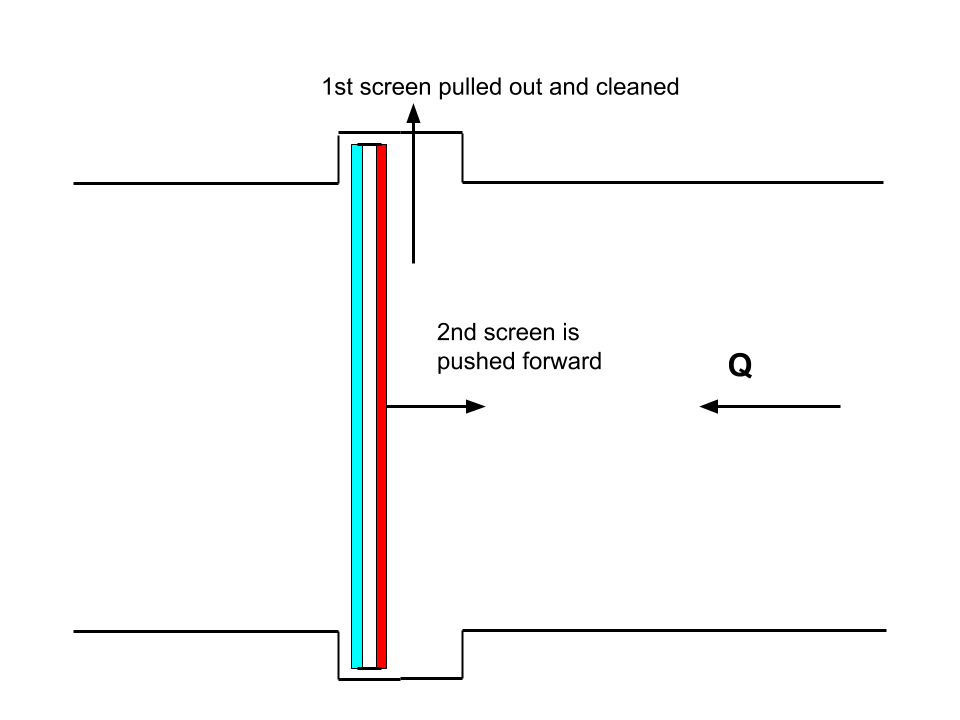 1st screen pulled out and cleaned
2nd screen is
pushed forward
Q